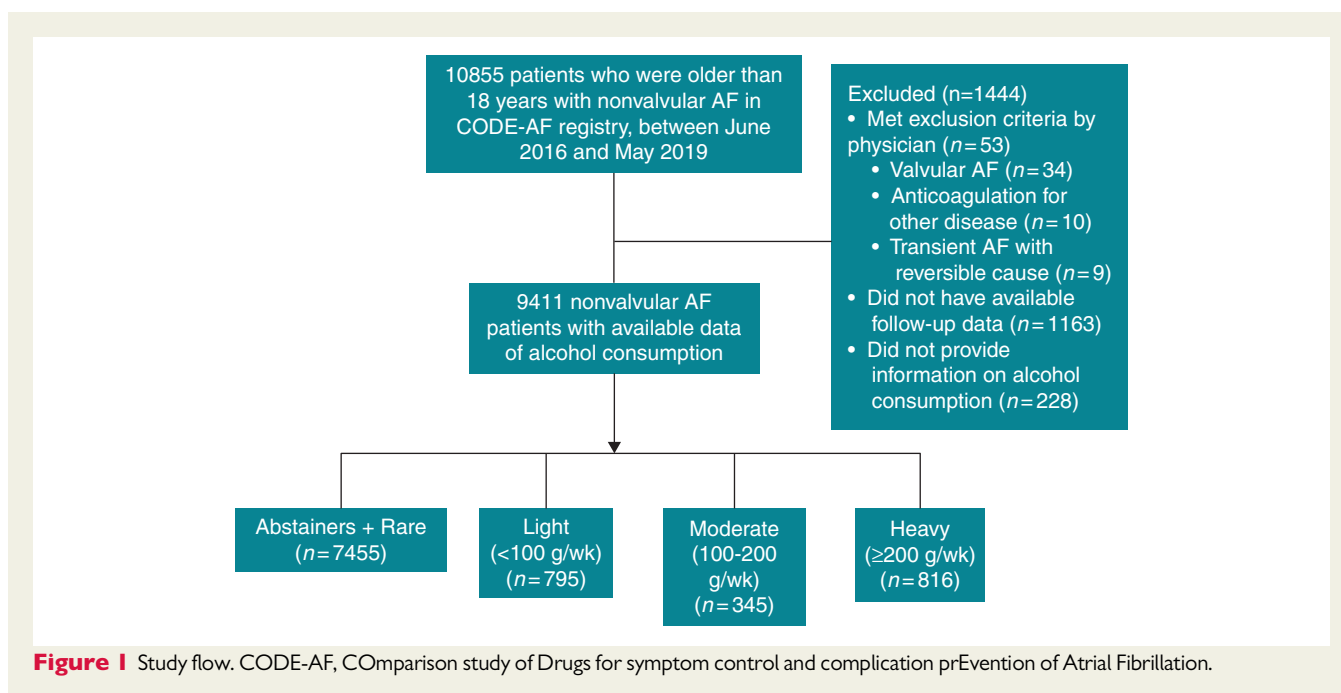 10855 patients who were older than
18 years with nonvalvular AF in
CODE-AF registry, between June
2016 and May 2019
Excluded (n=1444)
• Met exclusion criteria by
physician (n=53)
• Valvular AF (n=34)
• Anticoagulation for
other disease (n=10)
• Transient AF with
reversible cause (n=9)
• Did not have available
follow-up data (n=1163)
• Did not provide
information on alcohol
consumption (n=228)
9411 nonvalvular AF
patients with available data
of alcohol consumption
Abstainers + Rare
(n=7455)
Light
(<100 g/wk)
(n=795)
Moderate
(100-200
g/wk)
(n=345)
Heavy
(≥200 g/wk)
(n=816)
Figure 1 Study flow. CODE-AF, COmparison study of Drugs for symptom control and complication prEvention of Atrial Fibrillation.